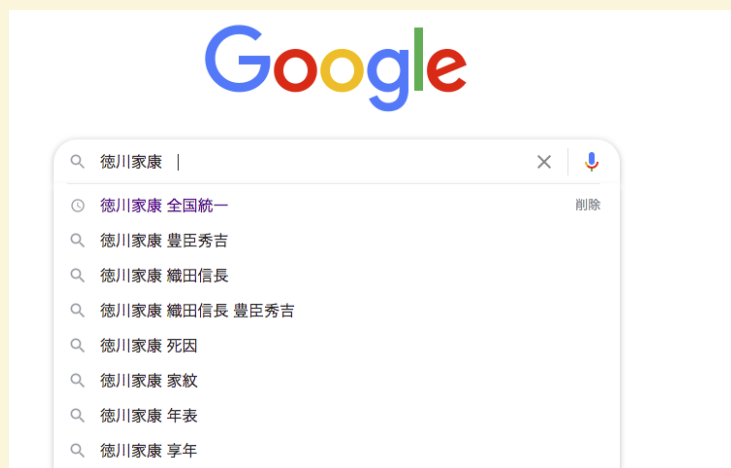 Google
徳川家康
徳川家康 全国統一 削除
徳川家康 豊臣秀吉
徳川家康 織田信長
徳川家康 織田信長 豊臣秀吉
徳川家康 死因
徳川家康 家紋
徳川家康 年表
徳川家康 享年